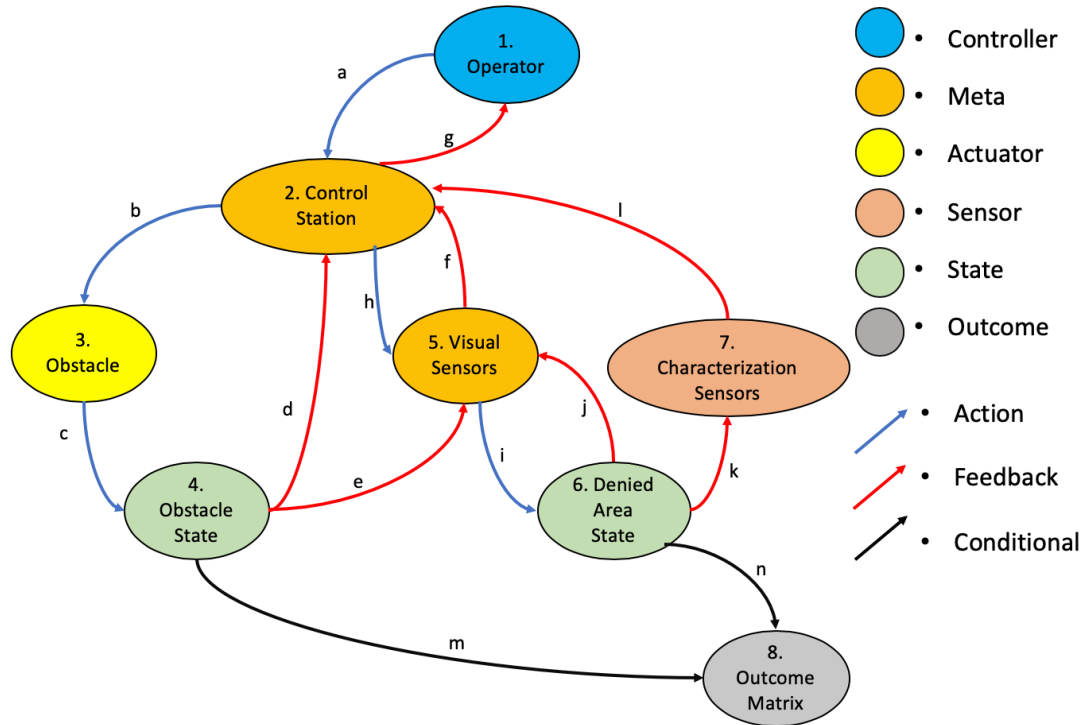 1.
Operator
a
g
2. Control
Station
b
l
f
h
3.
Obstacle
5. Visual
Sensors
7.
Characterization
Sensors
d
j
c
e
i
k
4.
Obstacle
State
6. Denied
Area
State
n
m
8.
Outcome
Matrix
• Controller
• Meta
• Actuator
• Sensor
• State
• Outcome
• Action
• Feedback
• Conditional